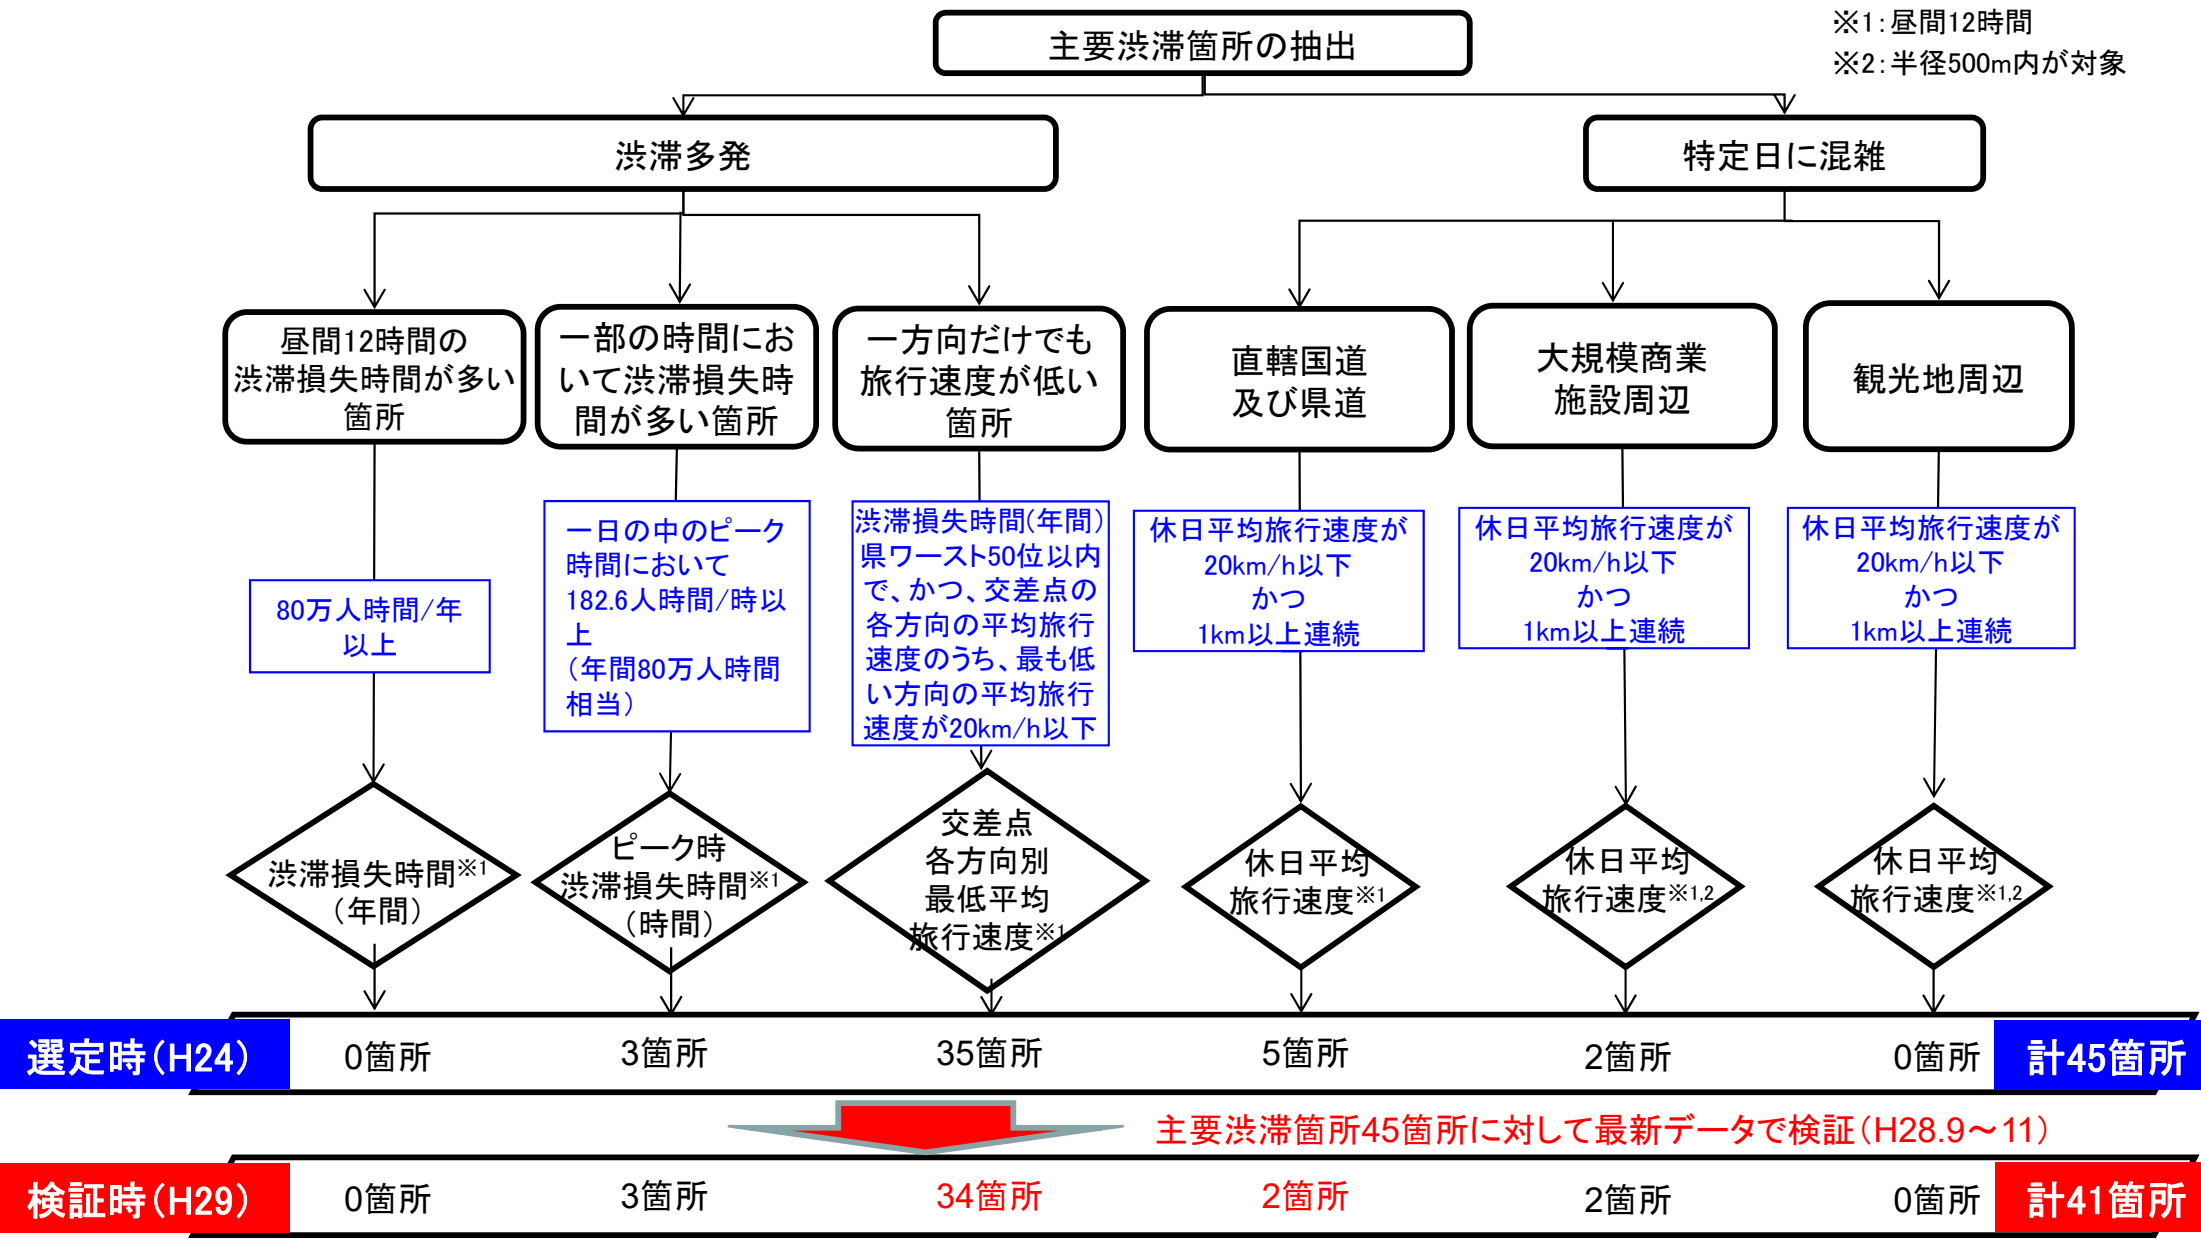 主要渋滞箇所の抽出
※1：昼間12時間
※2：半径500m内が対象
渋滞多発
特定日に混雑
昼間12時間の
渋滞損失時間が多い
箇所
一部の時間にお
いて渋滞損失時
間が多い箇所
一方向だけでも
旅行速度が低い
箇所
直轄国道
及び県道
大規模商業
施設周辺
観光地周辺
80万人時間/年
以上
一日の中のピーク
時間において
182.6人時間/時以
上
（年間80万人時間
相当）
渋滞損失時間（年間）
県ワースト50位以内
で、かつ、交差点の
各方向の平均旅行
速度のうち、最も低
い方向の平均旅行
速度が20km/h以下
休日平均旅行速度が
20km/h以下
かつ
1km以上連続
休日平均旅行速度が
20km/h以下
かつ
1km以上連続
休日平均旅行速度が
20km/h以下
かつ
1km以上連続
渋滞損失時間※1
（年間）
ピーク時
渋滞損失時間※1
（時間）
交差点
各方向別
最低平均
旅行速度※1
休日平均
旅行速度※1
休日平均
旅行速度※1,2
休日平均
旅行速度※1,2
選定時（H24） 0箇所 3箇所 35箇所 5箇所 2箇所 0箇所 計45箇所
主要渋滞箇所45箇所に対して最新データで検証（H28.9～11）
検証時（H29） 0箇所 3箇所 34箇所 2箇所 2箇所 0箇所 計41箇所